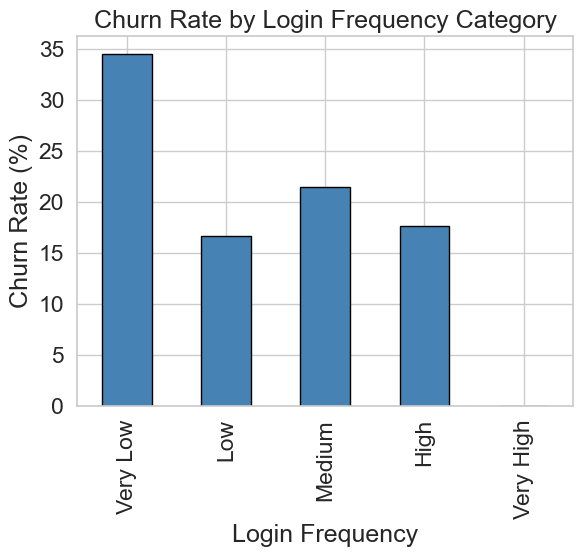 Churn Rate by Login Frequency Category
Churn Rate (%)
35
30
25
20
15
10
5
0
Very Low
Low
Medium
High
Very High
Login Frequency